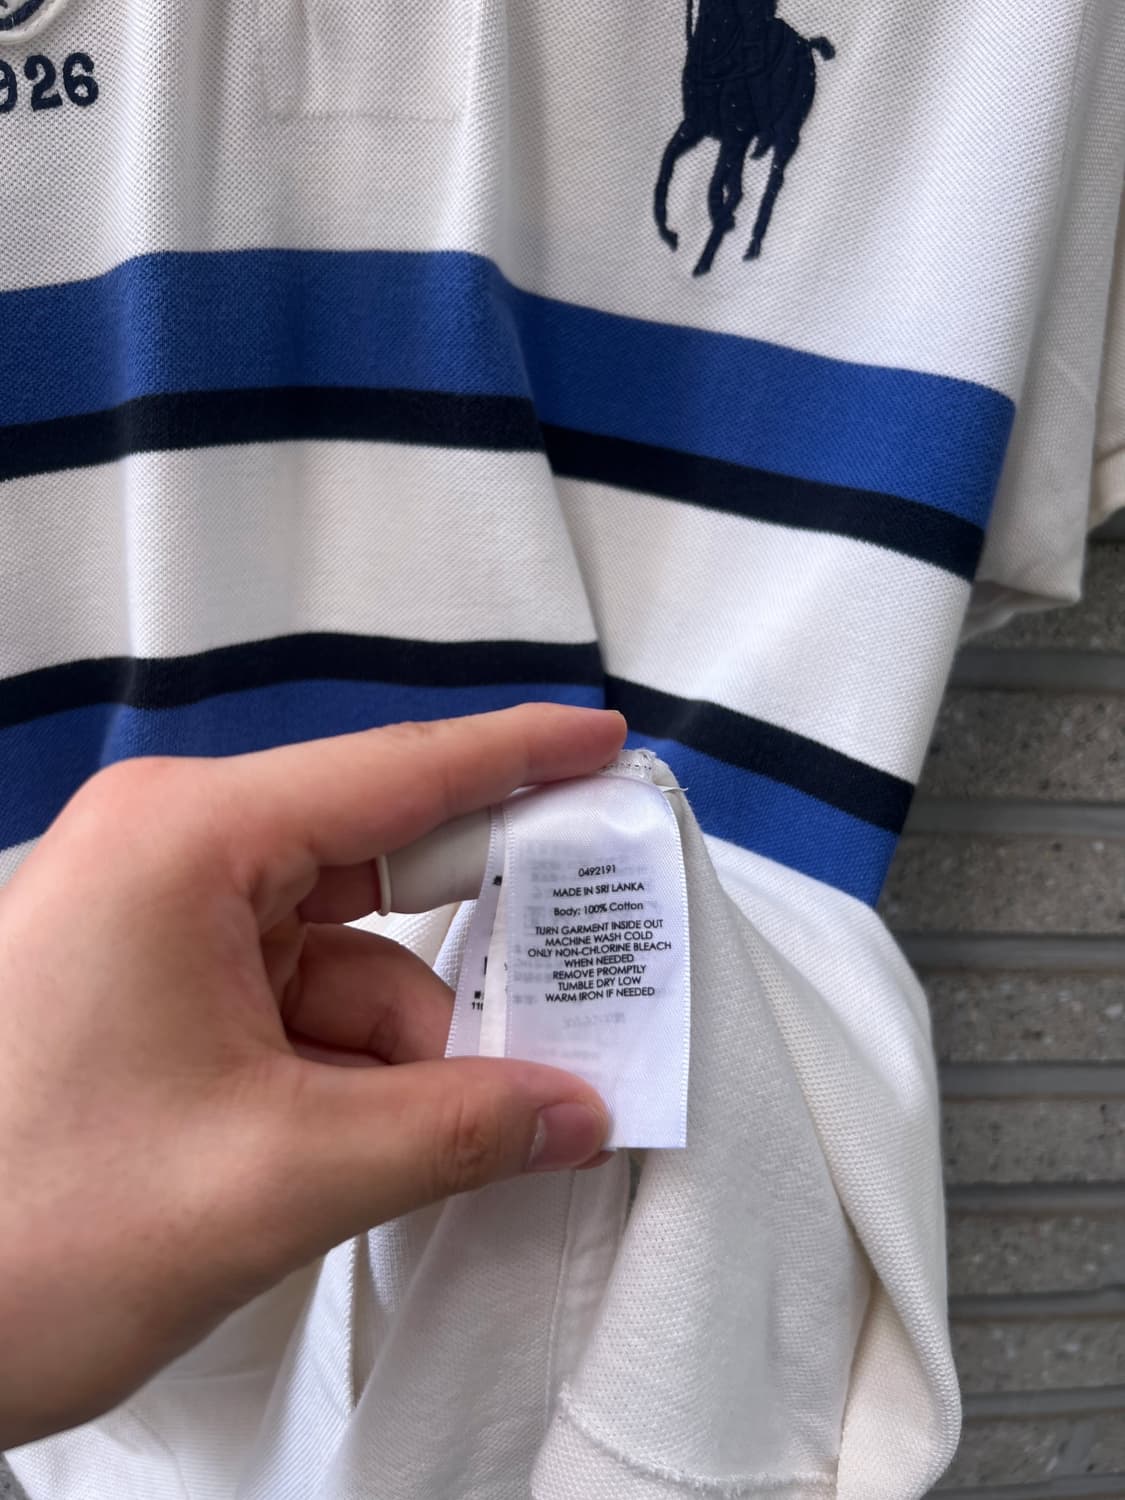 926
0492191
MADE IN SRI LANKA
Body: 100% Cotton
TURN GARMENT INSIDE OUT
MACHINE WASH COLD
ONLY NON-CHLORINE BLEACH
WHEN NEEDED
REMOVE PROMPTLY
TUMBLE DRY LOW
WARM IRON IF NEEDED